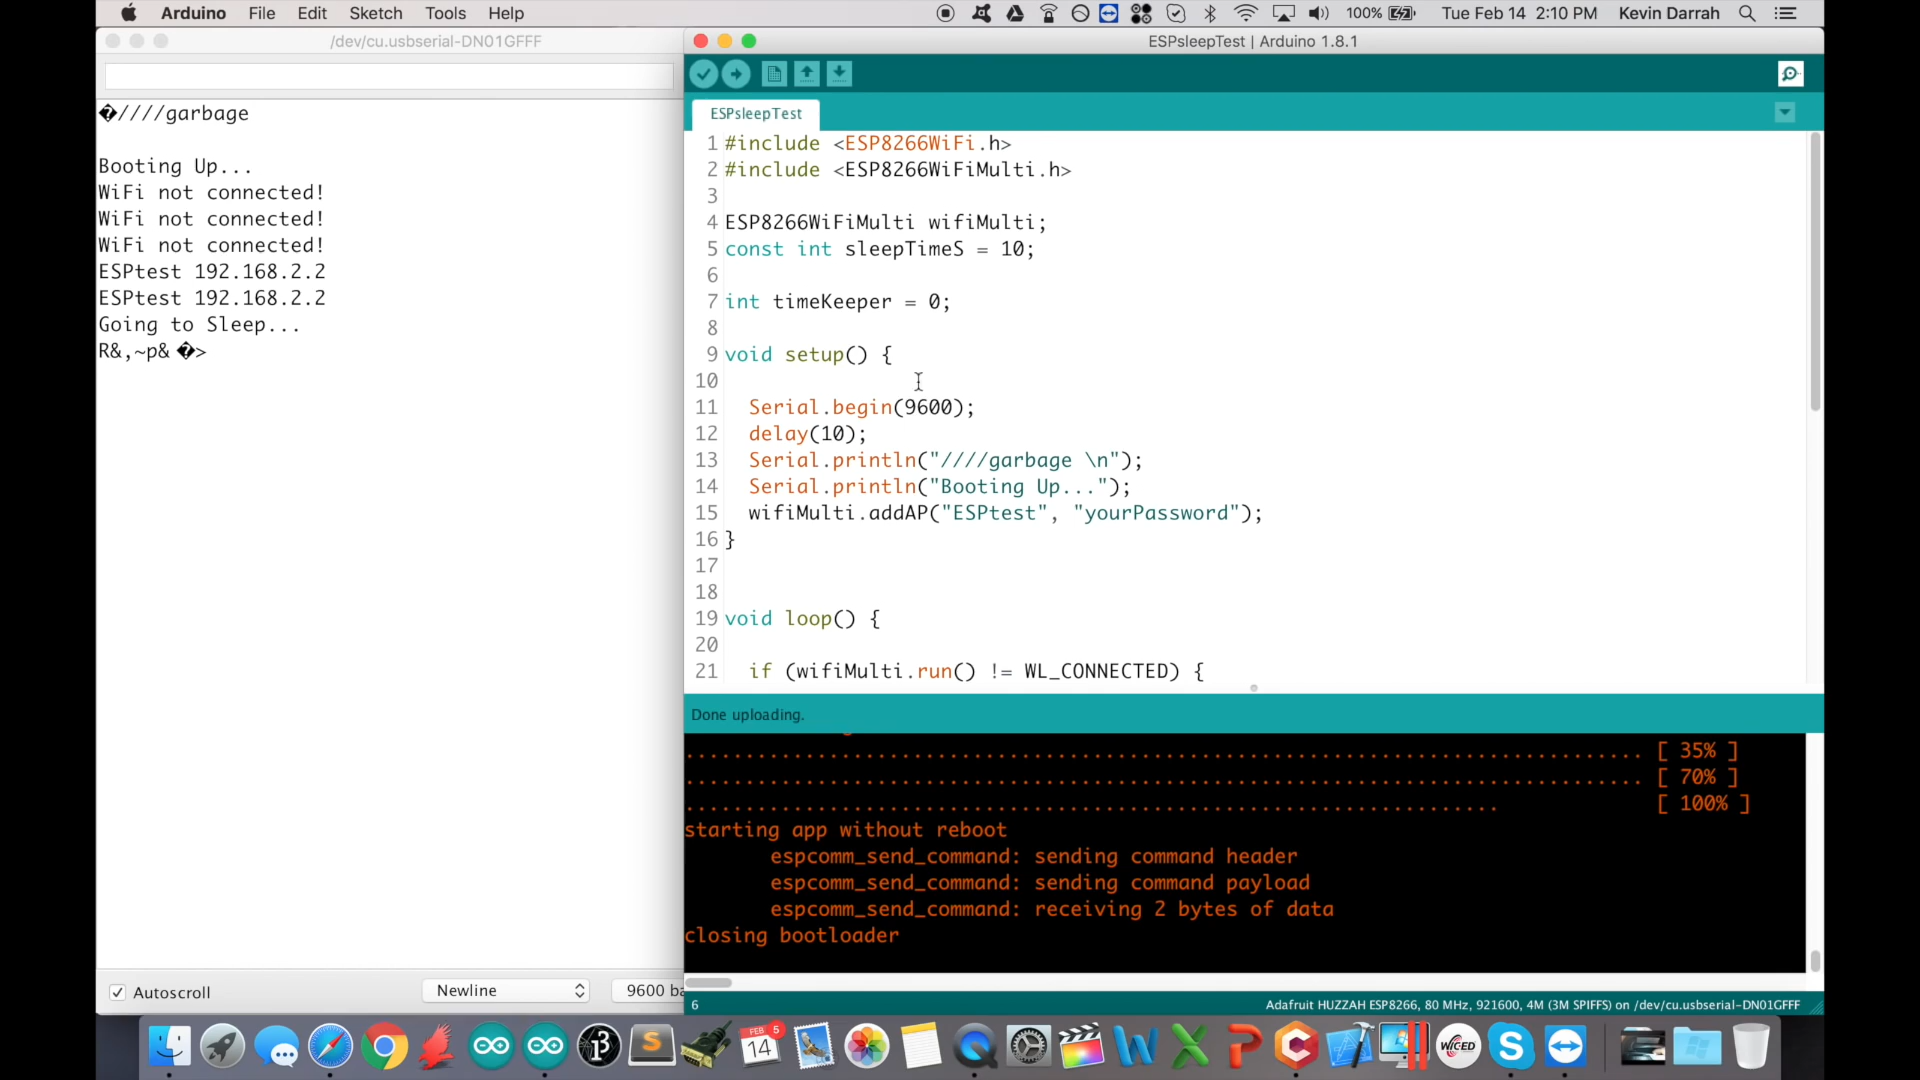 Arduino File Edit Sketch Tools Help 100% Tue Feb 14 2:10 PM Kevin Darrah
/dev/cu.usbserial-DN01GFFF
�////garbage
Booting Up...
WiFi not connected!
WiFi not connected!
WiFi not connected!
ESPtest 192.168.2.2
ESPtest 192.168.2.2
Going to Sleep...
R&,~p& �>
Autoscroll
Newline
9600 ba
ESPsleepTest | Arduino 1.8.1
ESPsleepTest
1 #include <ESP8266WiFi.h>
2 #include <ESP8266WiFiMulti.h>
3
4 ESP8266WiFiMulti wifiMulti;
5 const int sleepTimeS = 10;
6
7 int timeKeeper = 0;
8
9 void setup() {
10
11 Serial.begin(9600);
12 delay(10);
13 Serial.println("////garbage \n");
14 Serial.println("Booting Up...");
15 wifiMulti.addAP("ESPtest", "yourPassword");
16 }
17
18
19 void loop() {
20
21 if (wifiMulti.run() != WL_CONNECTED) {
Done uploading.
................................................................................ [ 35% ]
................................................................................ [ 70% ]
.................................................................... [ 100% ]
starting app without reboot
espcomm_send_command: sending command header
espcomm_send_command: sending command payload
espcomm_send_command: receiving 2 bytes of data
closing bootloader
6
Adafruit HUZZAH ESP8266, 80 MHz, 921600, 4M (3M SPIFFS) on /dev/cu.usbserial-DN01GFFF
FEB
14
5
WICED